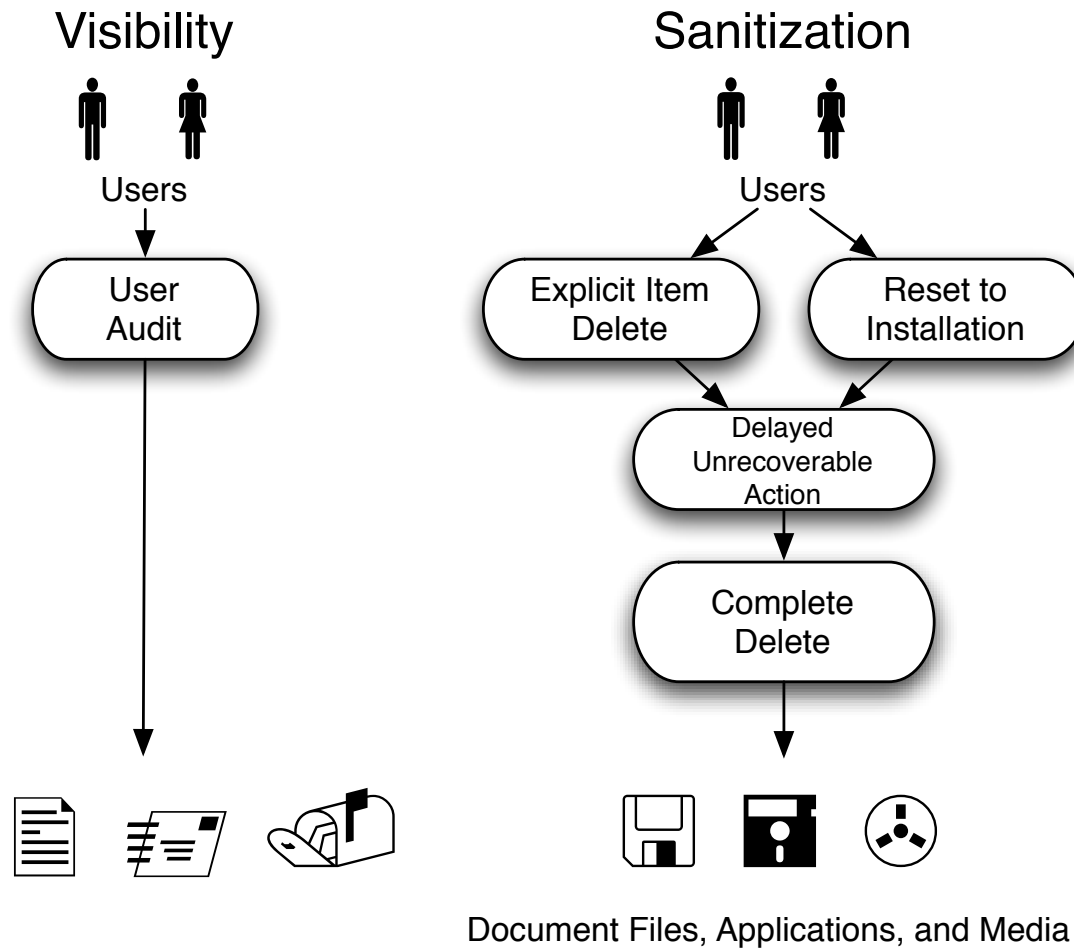 Visibility
Users
User
Audit
Sanitization
Users
Explicit Item
Delete
Reset to
Installation
Delayed
Unrecoverable
Action
Complete
Delete
Document Files, Applications, and Media